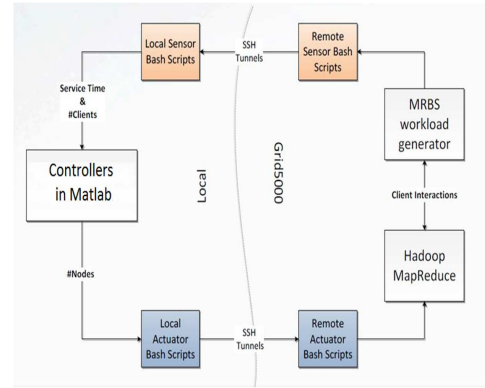 Local Sensor
Bash Scripts
SSH
Tunnels
Remote
Sensor Bash
Scripts
Service Time
&
#Clients
MRBS
workload
generator
Controllers
in Matlab
Local
Grid5000
Client Interactions
Hadoop
MapReduce
#Nodes
Local
Actuator
Bash Scripts
SSH
Tunnels
Remote
Actuator
Bash Scripts